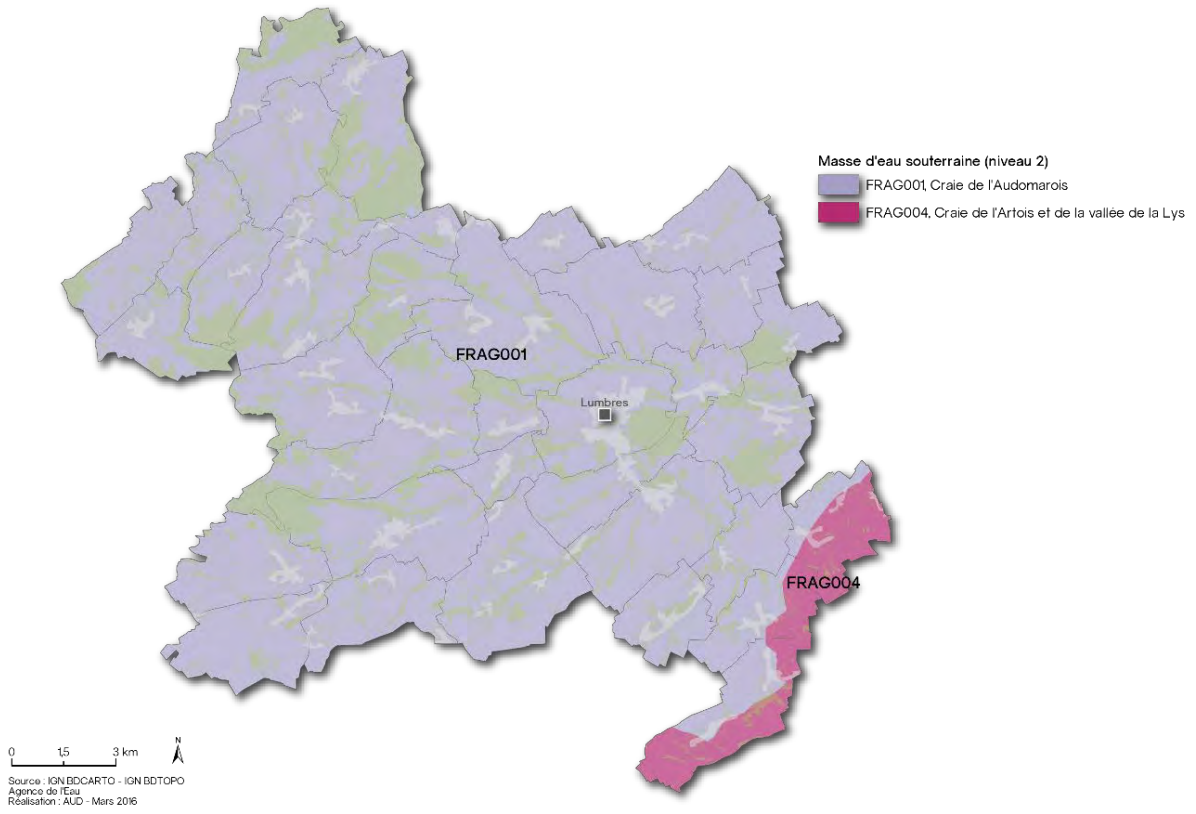 Masse d'eau souterraine (niveau 2)
FRAG001, Craie de l'Audomarois
FRAG004, Craie de l'Artois et de la vallée de la Lys
FRAG001
Lumbres
FRAG004
N
0 1,5 3 km
Source : IGN BDCARTO - IGN BDTOPO
Agence de l'Eau
Réalisation : AUD - Mars 2016